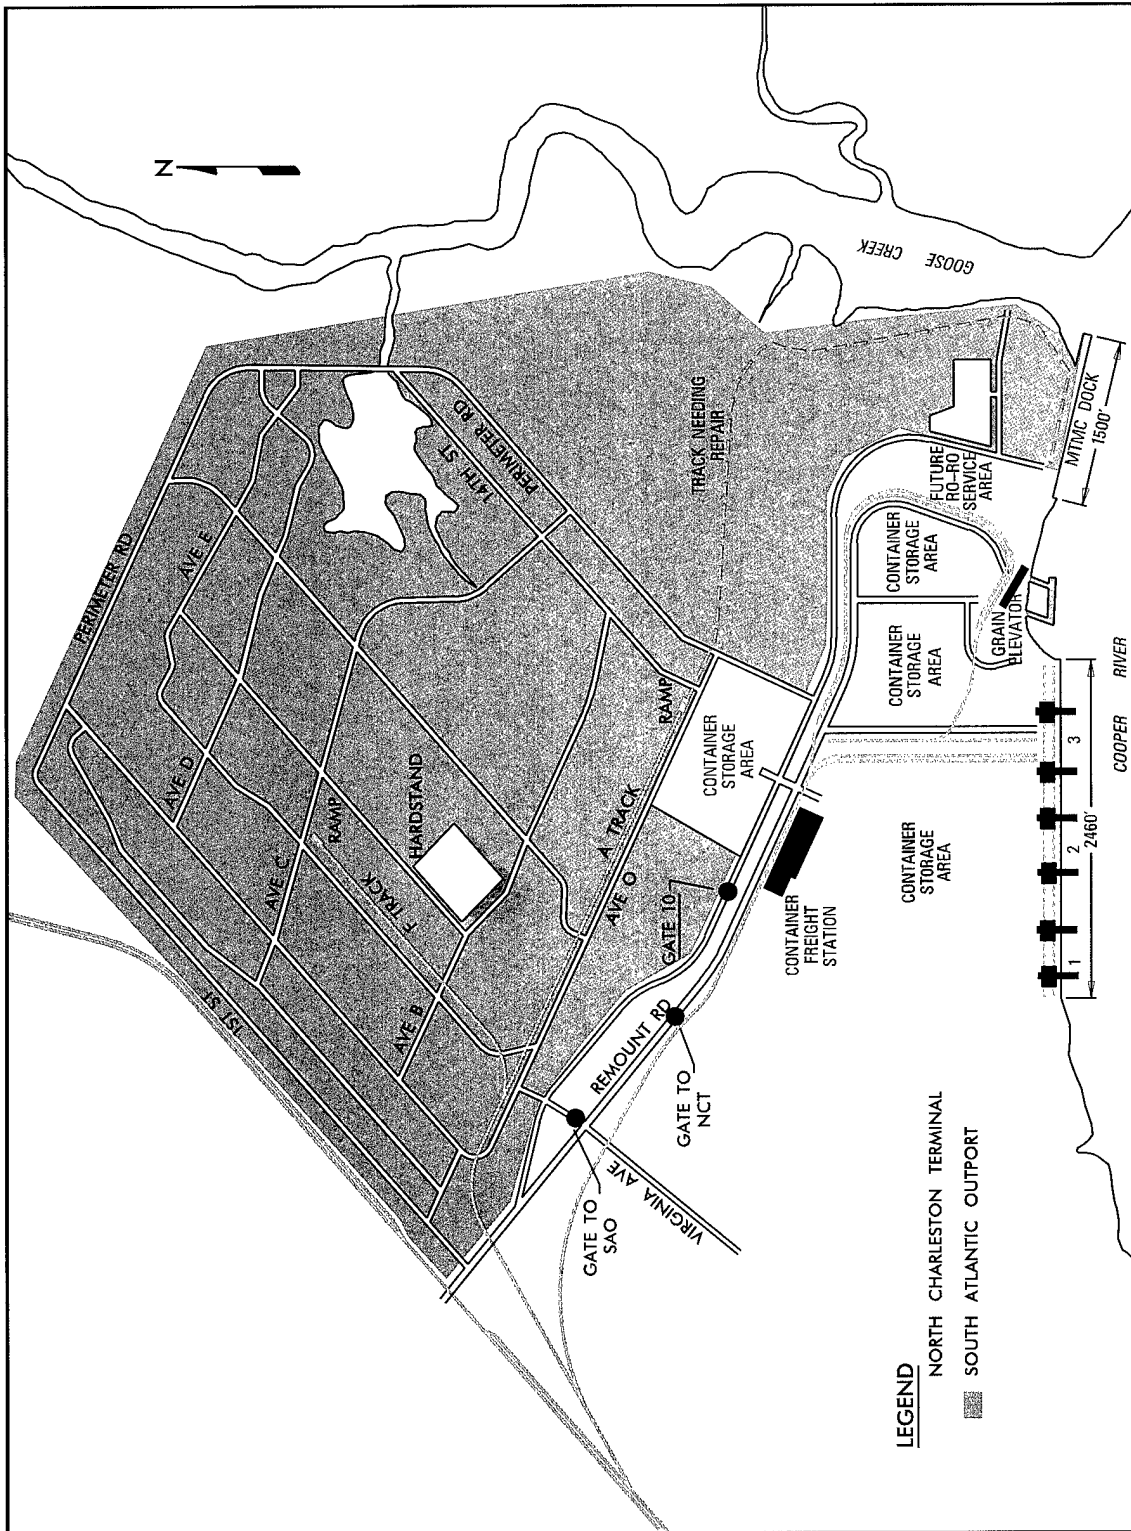 N
GOOSE CREEK
PERIMETER RD
AVE E
14TH ST
PERIMETER RD
TRACK NEEDING
REPAIR
AVE D
AVE C
RAMP
F TRACK
HARDSTAND
AVE B
1ST ST
RAMP
A TRACK
AVE O
CONTAINER
STORAGE
AREA
GATE TO
REMOUNT RD
GATE TO
NCT
GATE TO
SAO
VIRGINIA AVE
CONTAINER
FREIGHT
STATION
CONTAINER
STORAGE
AREA
CONTAINER
STORAGE
AREA
CONTAINER
STORAGE
AREA
FUTURE
RO-RO
SERVICE
AREA
GRAIN
ELEVATOR
MTMC DOCK
1500'
1
2
3
2460'
COOPER RIVER
LEGEND
NORTH CHARLESTON TERMINAL
SOUTH ATLANTIC OUTPORT